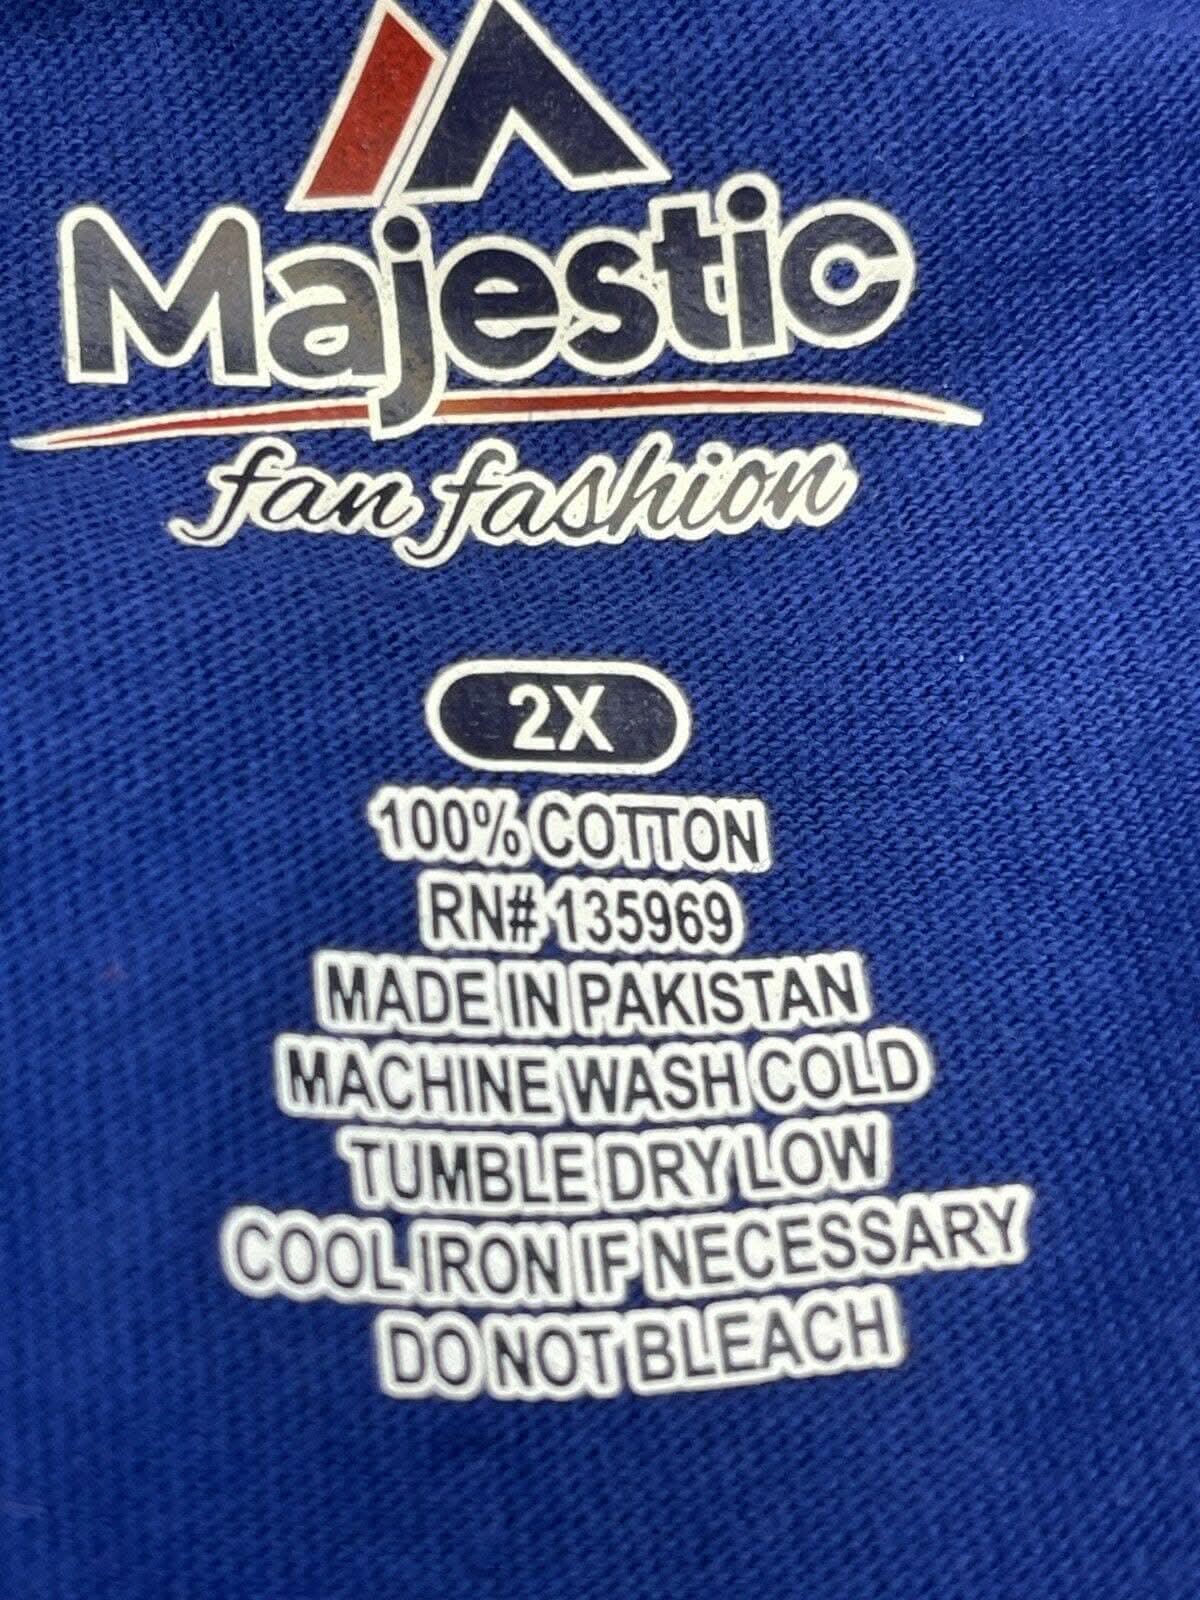 Majestic
fan fashion
2X
100% COTTON
RN# 135969
MADE IN PAKISTAN
MACHINE WASH COLD
TUMBLE DRY LOW
COOL IRON IF NECESSARY
DO NOT BLEACH